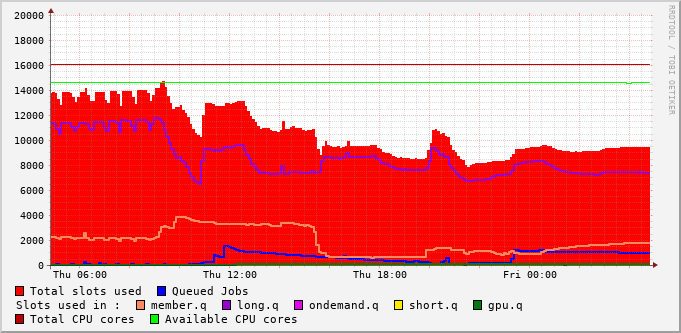 20000
18000
16000
14000
12000
10000
8000
6000
4000
2000
0
Thu 06:00 Thu 12:00 Thu 18:00 Fri 00:00
RRDTOOL / TOBI OETIKER
Total slots used Queued Jobs
Slots used in : member.q long.q ondemand.q short.q gpu.q
Total CPU cores Available CPU cores